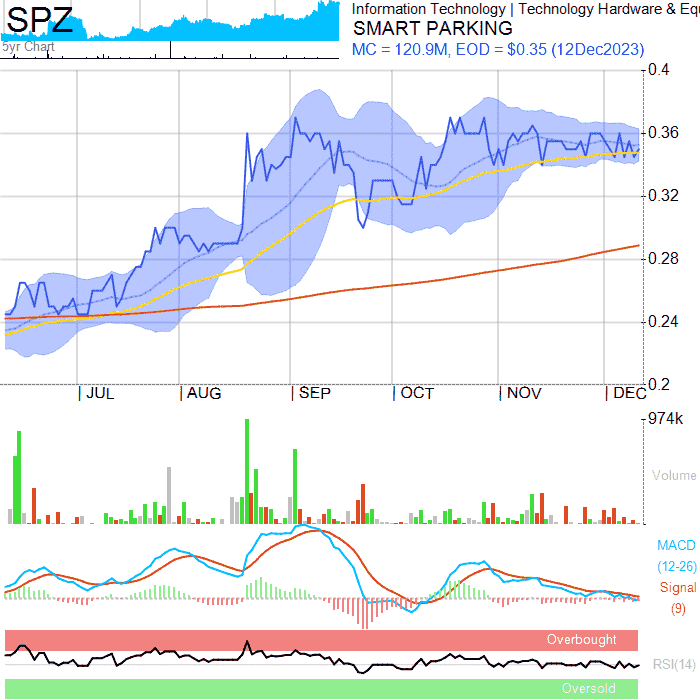 SPZ
Information Technology | Technology Hardware & Equ
SMART PARKING
5yr Chart
MC = 120.9M, EOD = $0.35 (12Dec2023)
0.4
0.36
0.32
0.28
0.24
0.2
JUL AUG SEP OCT NOV DEC
974k
Volume
MACD
(12-26)
Signal
(9)
Overbought
RSI(14)
Oversold